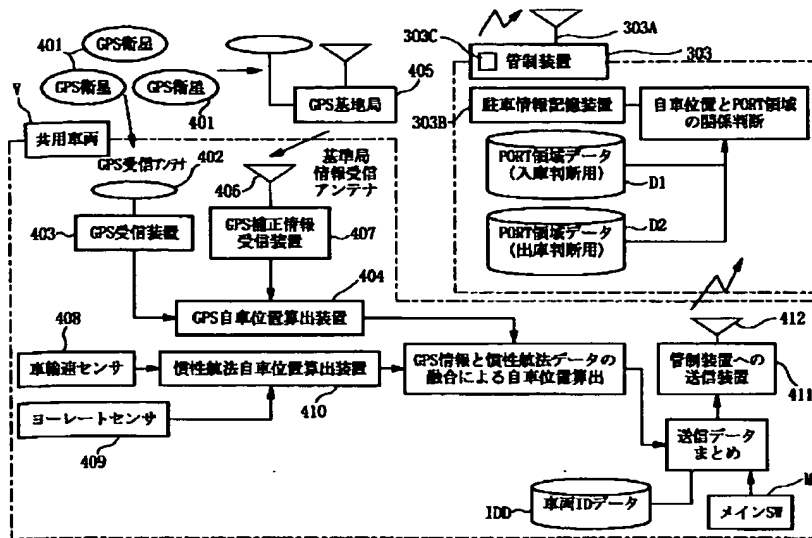 401
GPS衛星
GPS衛星
GPS衛星
401
V
共用車両
GPS受信アンテナ
402
403
GPS受信装置
405
GPS基地局
基準局
情報受信
アンテナ
406
GPS補正情報
受信装置
407
404
GPS自車位置算出装置
408
車輪速センサ
慣性航法自車位置算出装置
410
ヨーレートセンサ
409
GPS情報と慣性航法データの
融合による自車位置算出
303C
303A
管制装置
303
駐車情報記憶装置
303B
自車位置とPORT領域
の関係判断
PORT領域データ
(入庫判断用)
D1
PORT領域データ
(出庫判断用)
D2
412
管制装置への
送信装置
411
送信データ
まとめ
IDD
車両IDデータ
メインSW